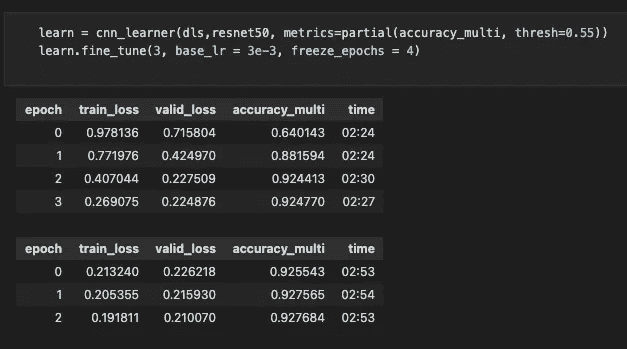 learn = cnn_learner(dls,resnet50, metrics=partial(accuracy_multi, thresh=0.55))
learn.fine_tune(3, base_lr = 3e-3, freeze_epochs = 4)
epoch train_loss valid_loss accuracy_multi time
0 0.978136 0.715804 0.640143 02:24
1 0.771976 0.424970 0.881594 02:24
2 0.407044 0.227509 0.924413 02:30
3 0.269075 0.224876 0.924770 02:27
epoch train_loss valid_loss accuracy_multi time
0 0.213240 0.226218 0.925543 02:53
1 0.205355 0.215930 0.927565 02:54
2 0.191811 0.210070 0.927684 02:53